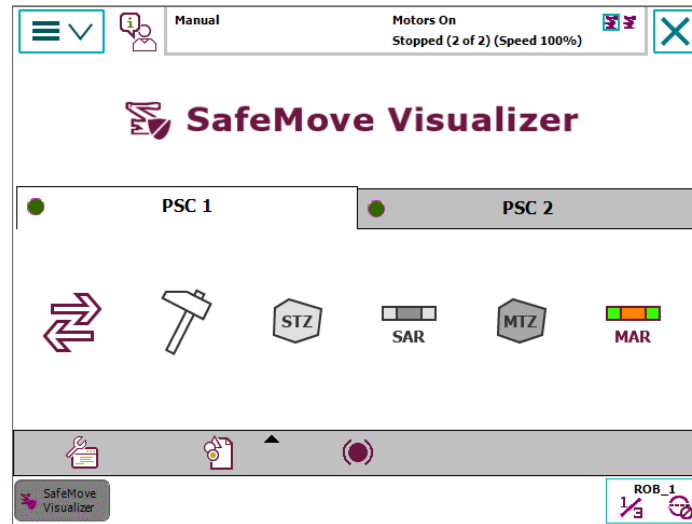 Manual
Motors On
Stopped (2 of 2) (Speed 100%)
SafeMove Visualizer
PSC 1
PSC 2
STZ
SAR
MTZ
MAR
SafeMove
Visualizer
ROB_1
1/3